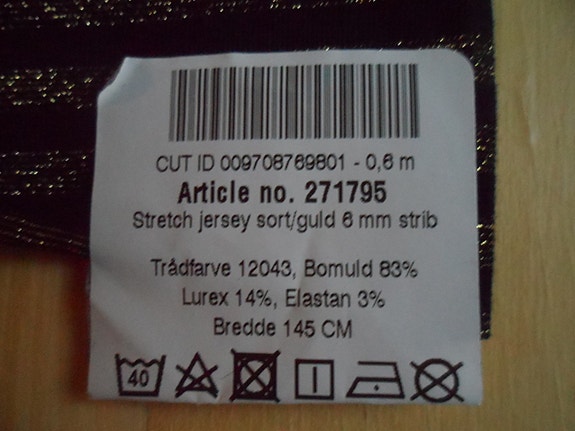 CUT ID 009708769801 - 0,6 m
Article no. 271795
Stretch jersey sort/guld 6 mm strib
Trådfarve 12043, Bomuld 83%
Lurex 14%, Elastan 3%
Bredde 145 CM
40